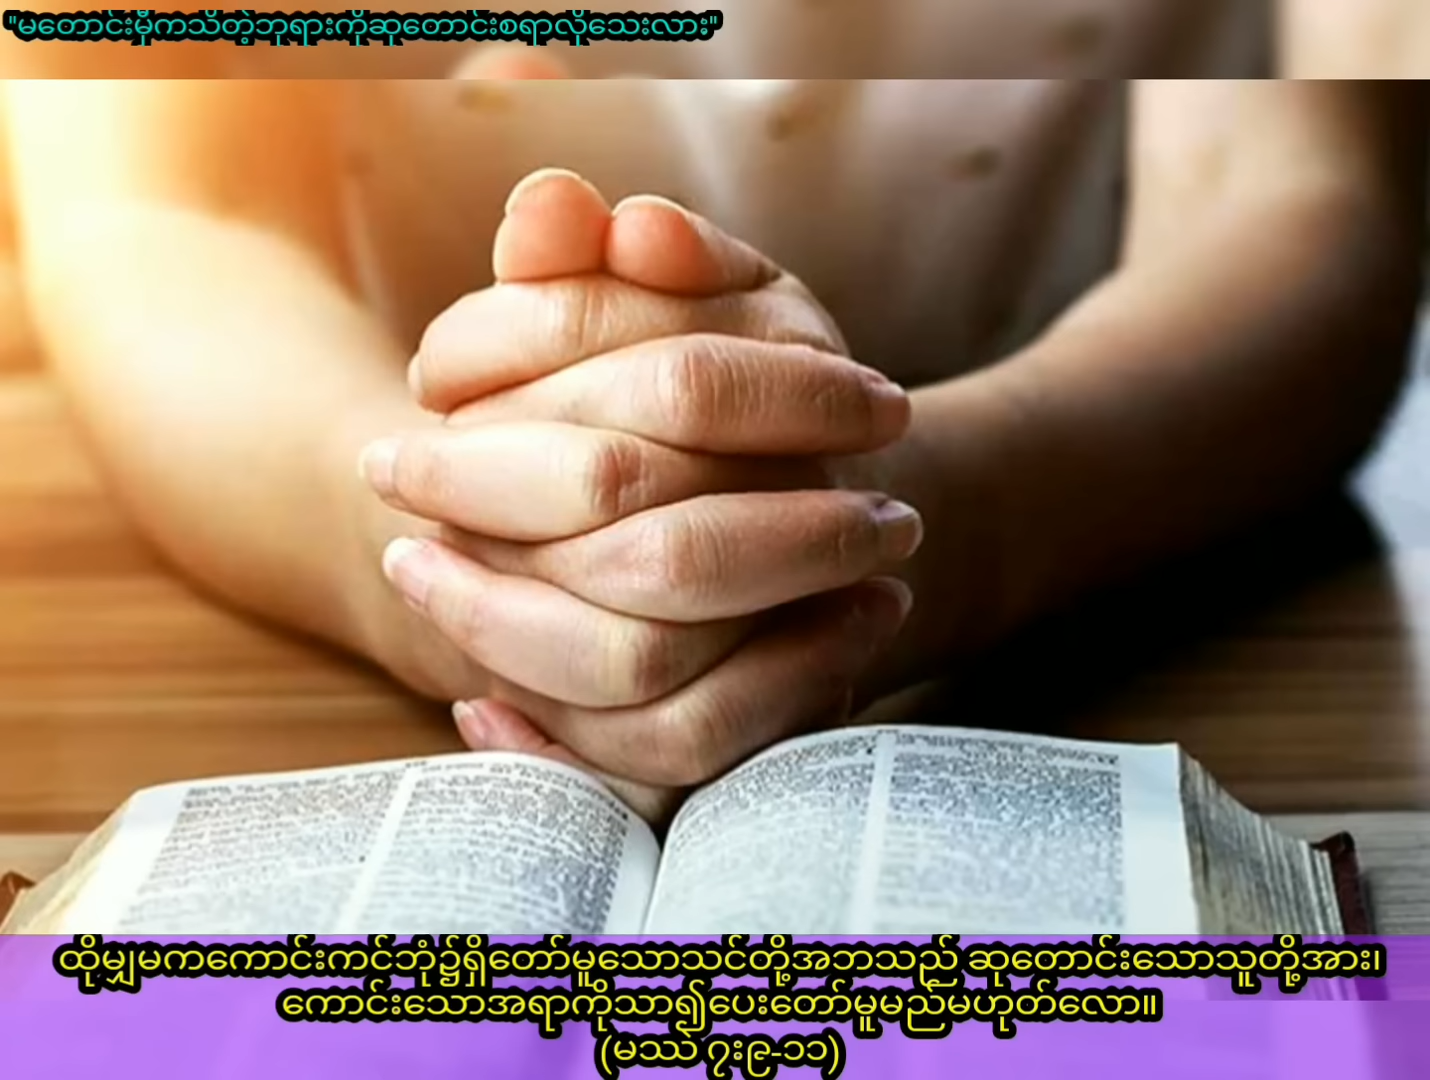 "မတောင်းမှီကသိတဲ့ဘုရားကိုဆုတောင်းစရာလိုသေးလား"
ထိုမျှမကကောင်းကင်ဘုံ၌ရှိတော်မူသောသင်တို့အဘသည် ဆုတောင်းသောသူတို့အား၊
ကောင်းသောအရာကိုသာ၍ပေးတော်မူမည်မဟုတ်လော။
(မဿဲ ၇း၉-၁၁)